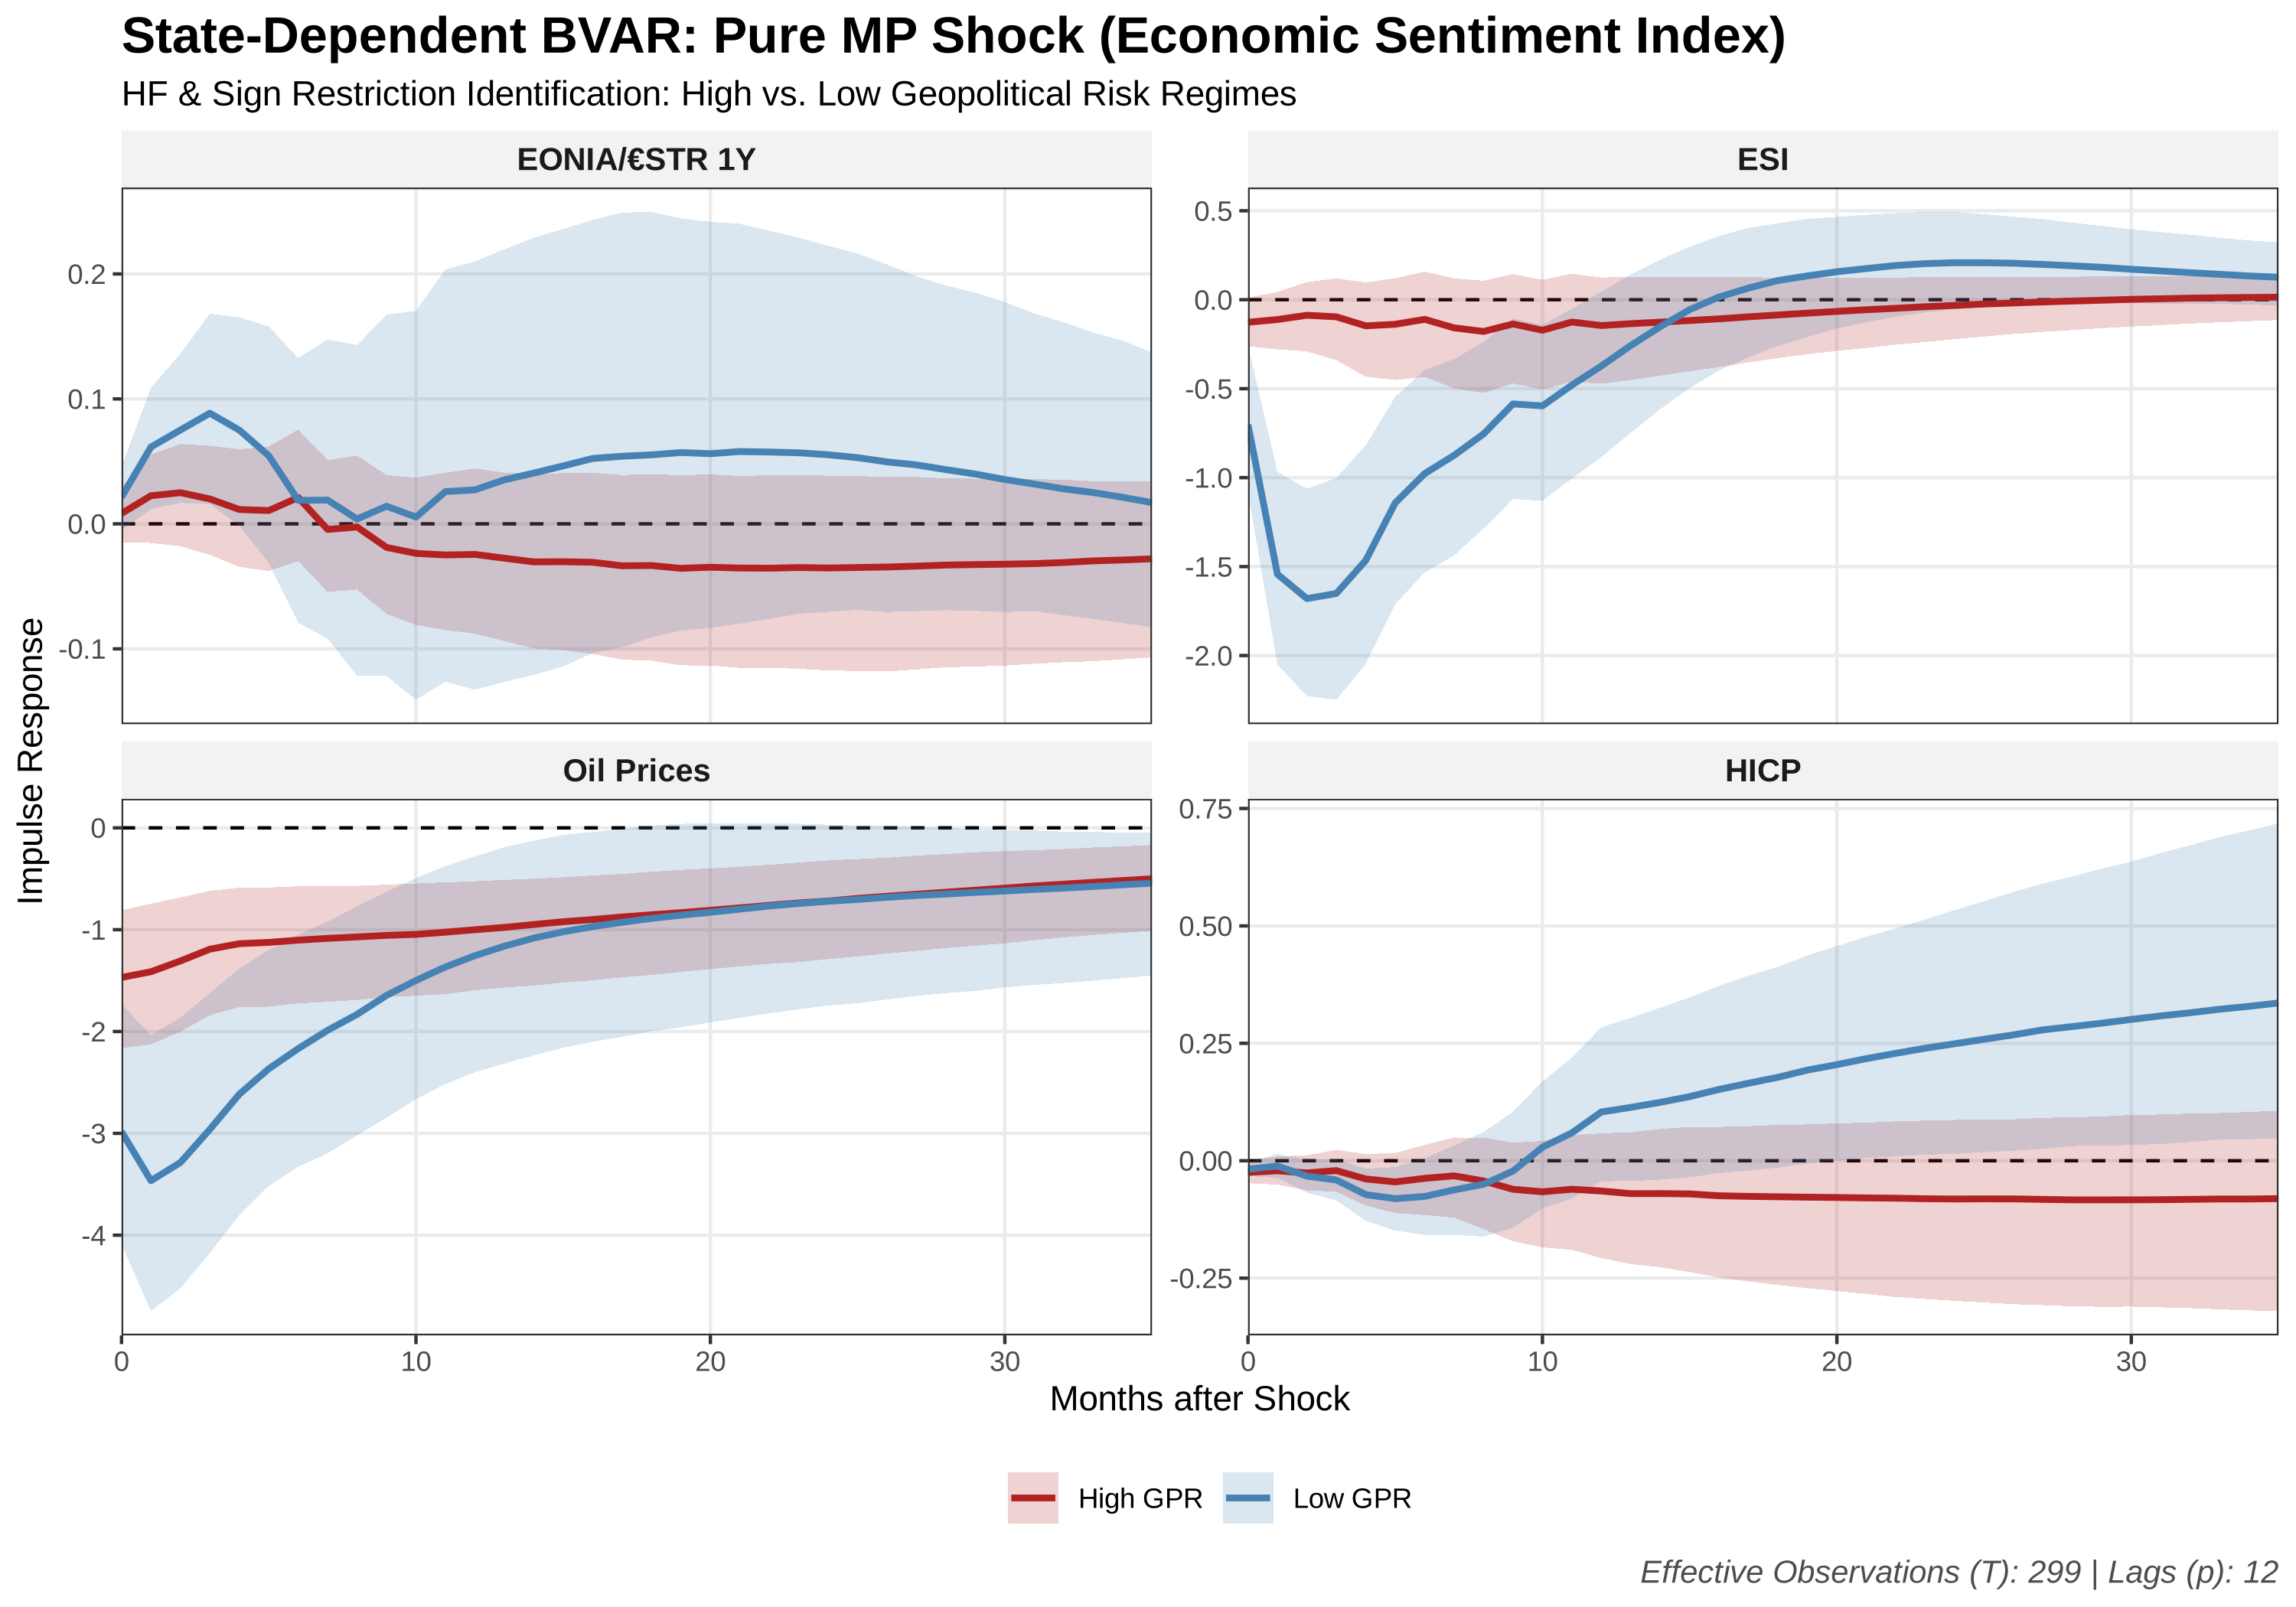 State-Dependent BVAR: Pure MP Shock (Economic Sentiment Index)
HF & Sign Restriction Identification: High vs. Low Geopolitical Risk Regimes
EONIA/€STR 1Y
ESI
0.2
0.1
0.0
-0.1
0.5
0.0
-0.5
-1.0
-1.5
-2.0
Impulse Response
Oil Prices
HICP
0
-1
-2
-3
-4
0.75
0.50
0.25
0.00
-0.25
0 10 20 30
0 10 20 30
Months after Shock
High GPR
Low GPR
Effective Observations (T): 299 | Lags (p): 12